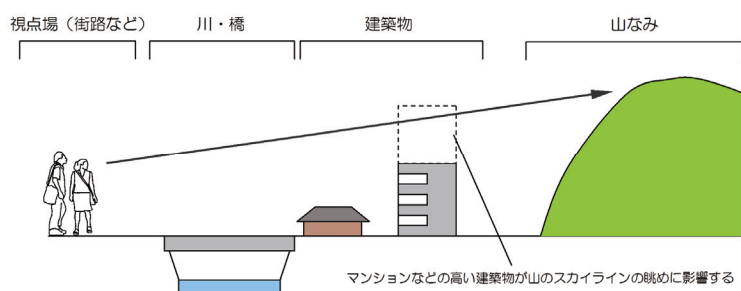 視点場（街路など）
川・橋
建築物
山なみ
マンションなどの高い建築物が山のスカイラインの眺めに影響する